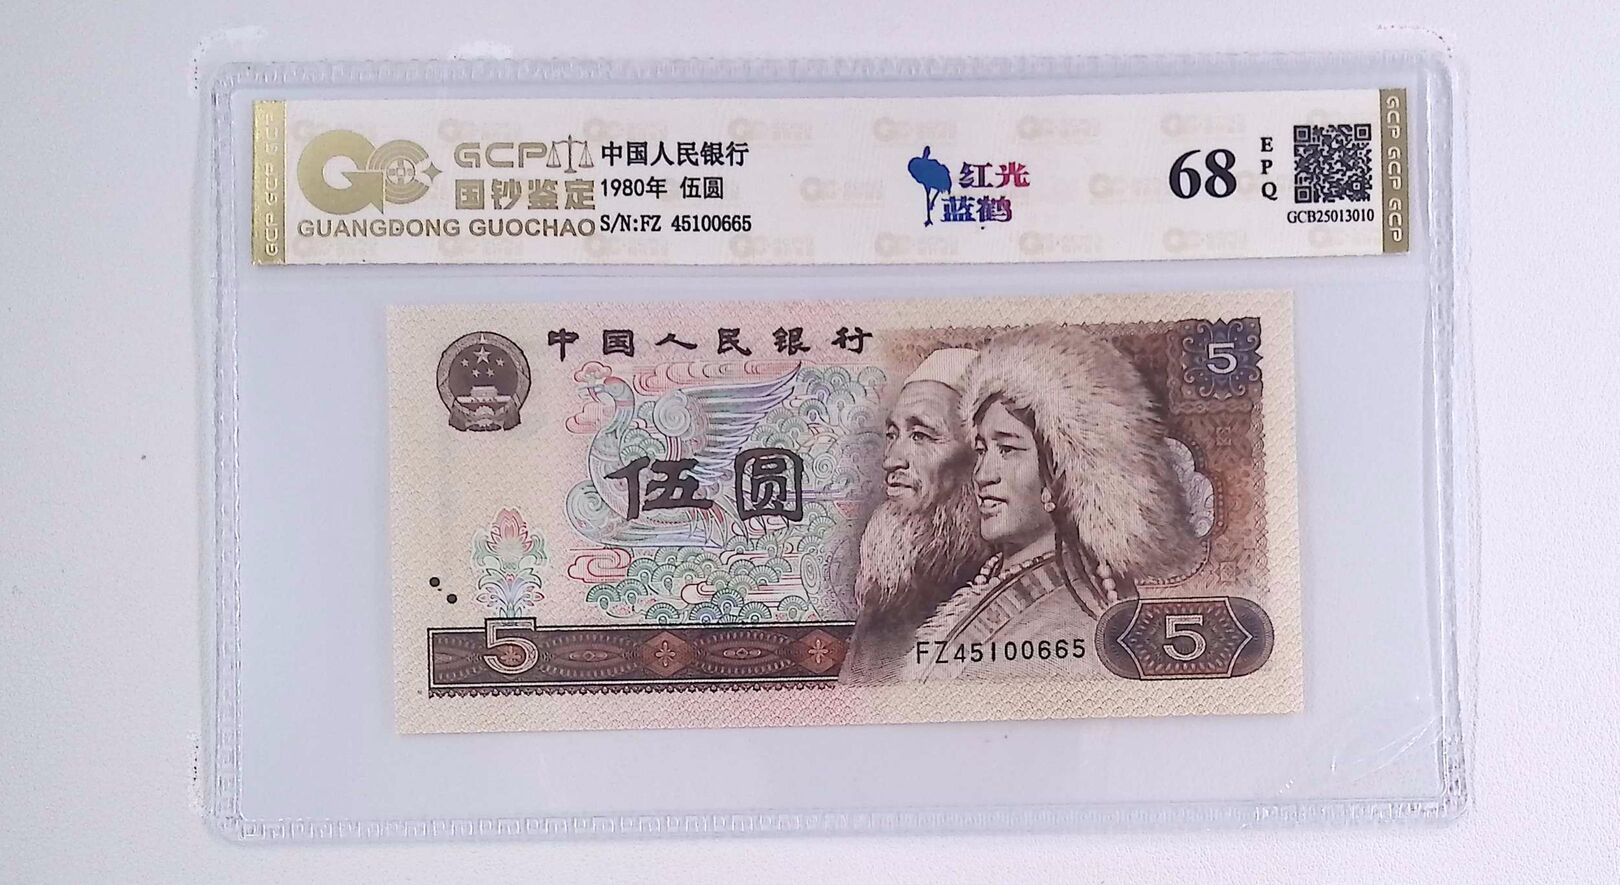 GCP GCP GCP
GCP
国钞鉴定
GUANGDONG GUOCHAO
中国人民银行
1980年 伍圆
S/N:FZ 45100665
红光
蓝鹤
68
EPQ
GCB25013010
GCP GCP GCP
中国人民银行
5
伍圆
5
FZ45100665
5